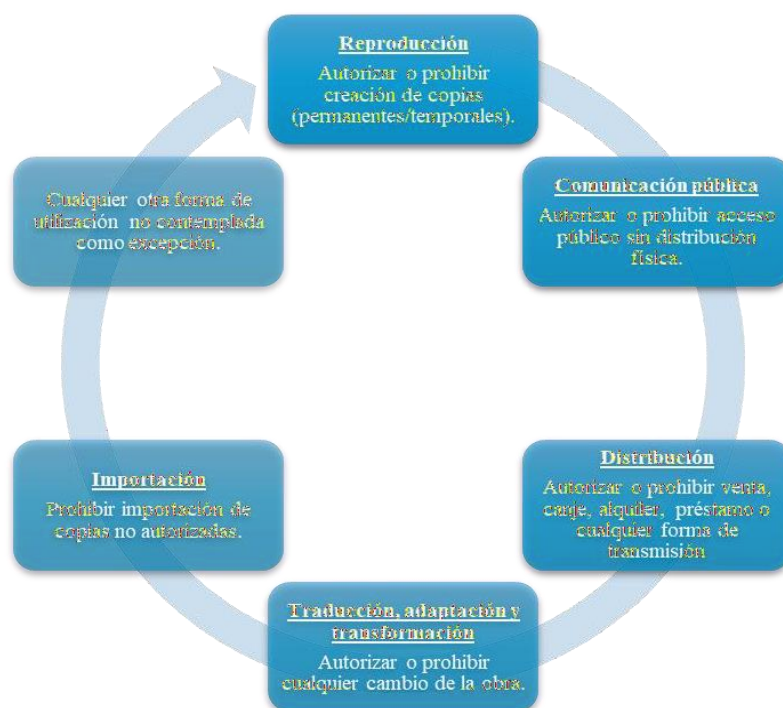 Reproducción
Autorizar o prohibir
creación de copias
(permanentes/temporales).
Comunicación pública
Autorizar o prohibir acceso
público sin distribución
física.
Distribución
Autorizar o prohibir venta,
canje, alquiler, préstamo o
cualquier forma de
transmisión
Traducción, adaptación y
transformación
Autorizar o prohibir
cualquier cambio de la obra.
Importación
Prohibir importación de
copias no autorizadas.
Cualquier otra forma de
utilización no contemplada
como excepción.